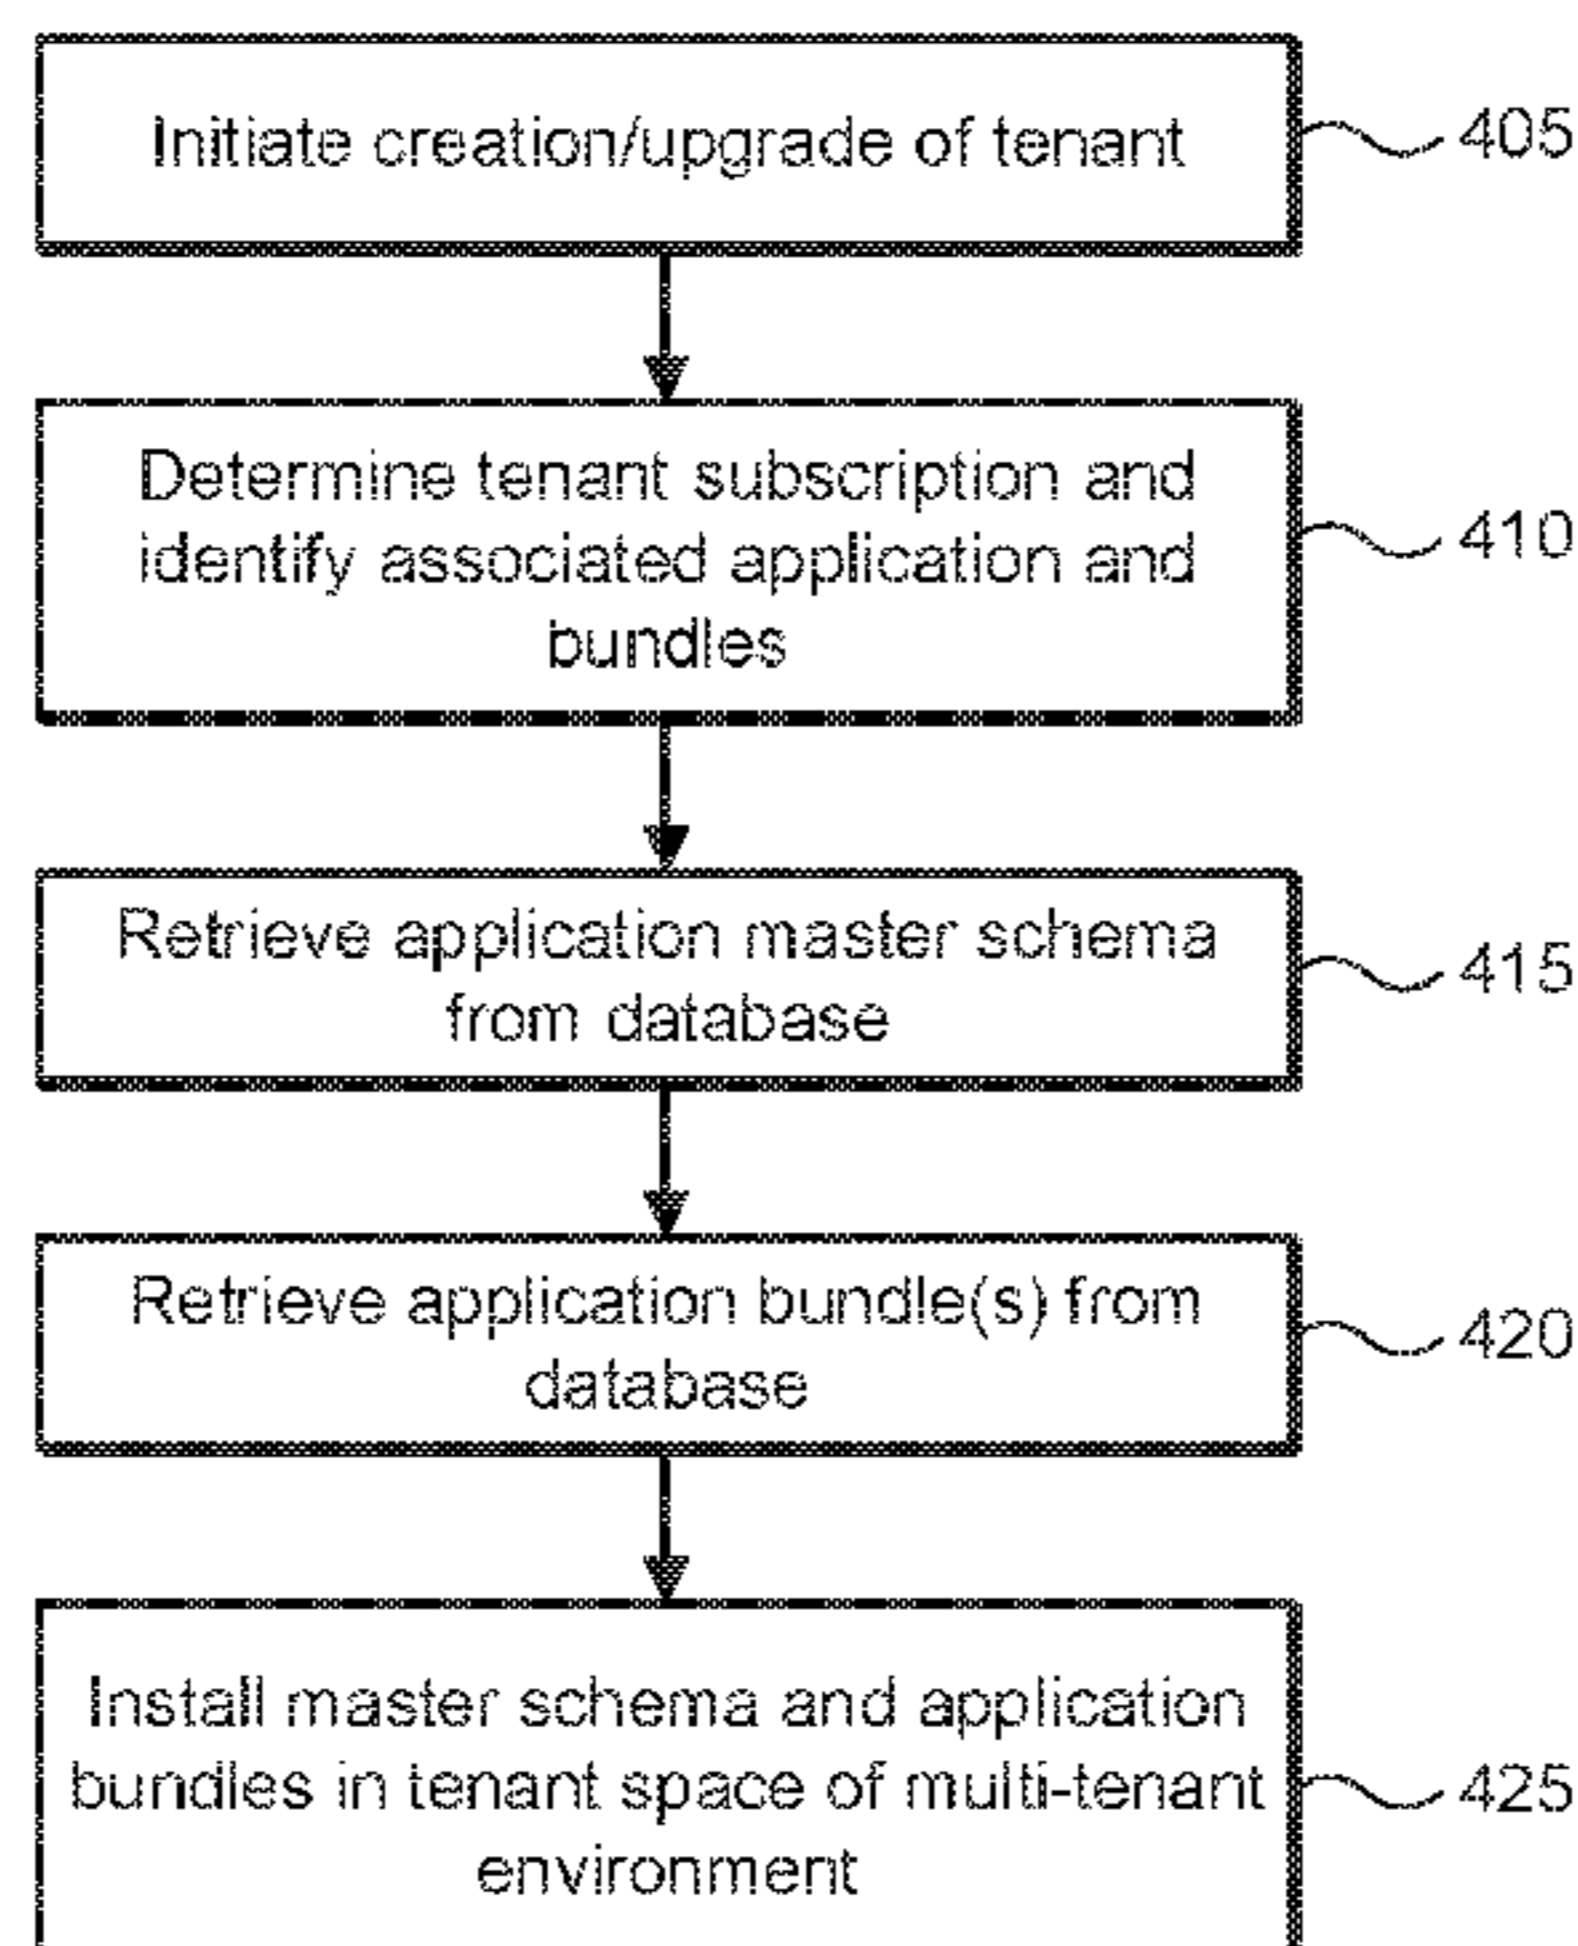 Initiate creation/upgrade of tenant
405
Determine tenant subscription and
identify associated application and
bundles
410
Retrieve application master schema
from database
415
Retrieve application bundle(s) from
database
420
Install master schema and application
bundles in tenant space of multi-tenant
environment
425